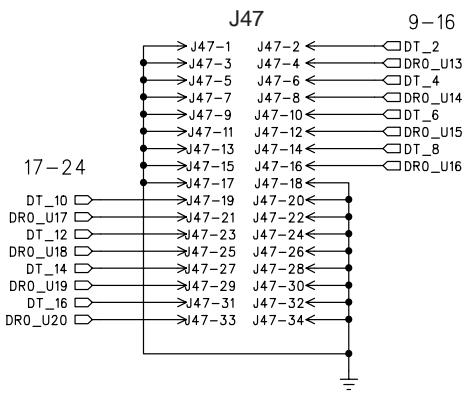 J47
9-16
J47-1 J47-2 DT_2
J47-3 J47-4 DRO_U13
J47-5 J47-6 DT_4
J47-7 J47-8 DRO_U14
J47-9 J47-10 DT_6
J47-11 J47-12 DRO_U15
J47-13 J47-14 DT_8
17-24
J47-15 J47-16 DRO_U16
J47-17 J47-18
DT_10 J47-19 J47-20
DRO_U17 J47-21 J47-22
DT_12 J47-23 J47-24
DRO_U18 J47-25 J47-26
DT_14 J47-27 J47-28
DRO_U19 J47-29 J47-30
DT_16 J47-31 J47-32
DRO_U20 J47-33 J47-34